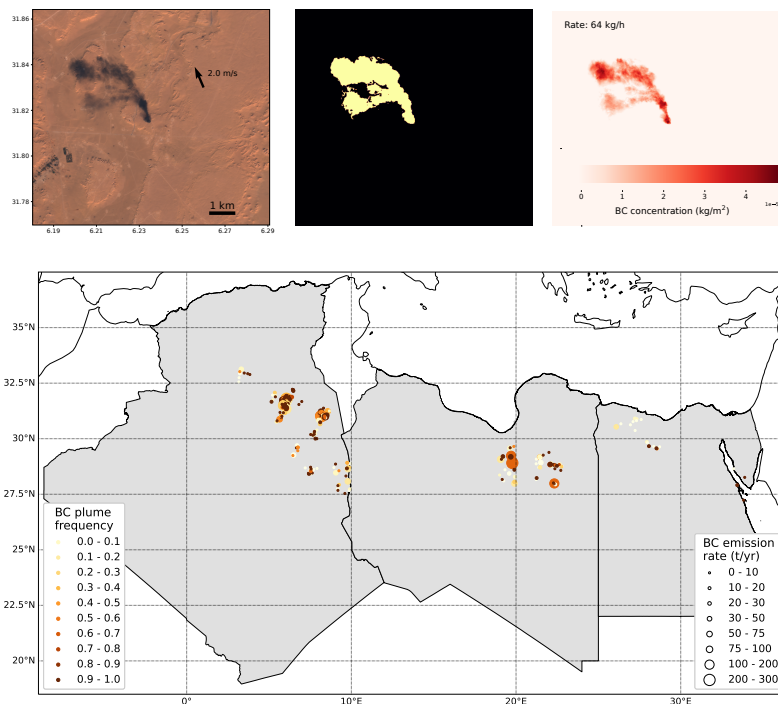 31.84
31.82
31.80
31.78
6.19
6.21
6.23
6.25
6.26
6.29
2.0 m/s
1 km
Rate: 64 kg/h
0
1
2
3
4
BC concentration (kg/m²)
35°N
32.5°N
30°N
27.5°N
25°N
22.5°N
20°N
0°
10°E
20°E
30°E
BC plume
frequency
0.0 - 0.1
0.1 - 0.2
0.2 - 0.3
0.3 - 0.4
0.4 - 0.5
0.5 - 0.6
0.6 - 0.7
0.7 - 0.8
0.8 - 0.9
0.9 - 1.0
BC emission
rate (t/yr)
0 - 10
10 - 20
20 - 30
30 - 50
50 - 75
75 - 100
100 - 200
200 - 300